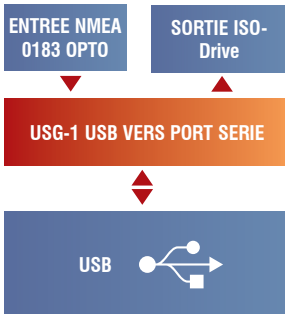 ENTREE NMEA
0183 OPTO
SORTIE ISO-
Drive
USG-1 USB VERS PORT SERIE
USB